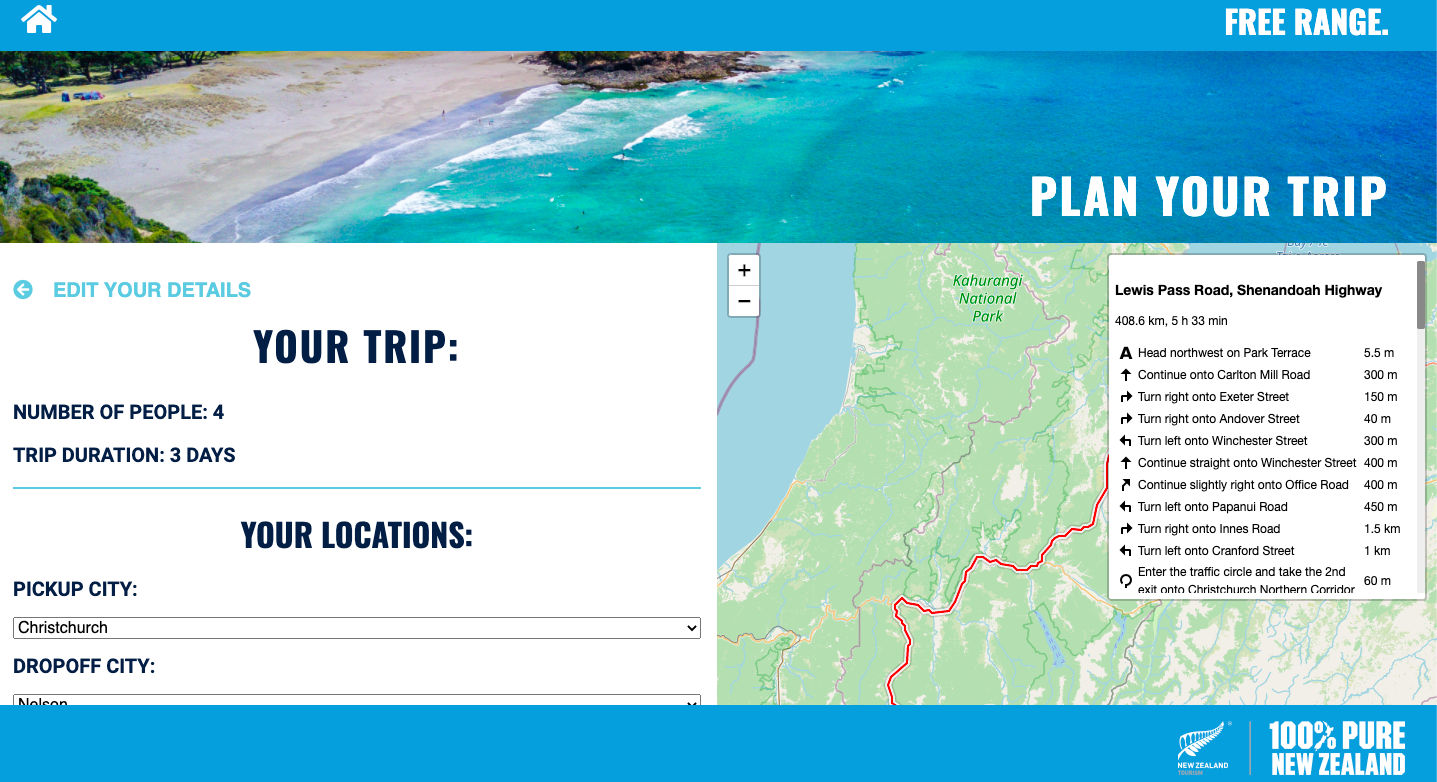 FREE RANGE.
PLAN YOUR TRIP
EDIT YOUR DETAILS
YOUR TRIP:
NUMBER OF PEOPLE: 4
TRIP DURATION: 3 DAYS
YOUR LOCATIONS:
PICKUP CITY:
Christchurch
DROPOFF CITY:
Nelson
+
−
Kahurangi
National
Park
Lewis Pass Road, Shenandoah Highway
408.6 km, 5 h 33 min
A Head northwest on Park Terrace 5.5 m
Continue onto Carlton Mill Road 300 m
Turn right onto Exeter Street 150 m
Turn right onto Andover Street 40 m
Turn left onto Winchester Street 300 m
Continue straight onto Winchester Street 400 m
Continue slightly right onto Office Road 400 m
Turn left onto Papanui Road 450 m
Turn right onto Innes Road 1.5 km
Turn left onto Cranford Street 1 km
Enter the traffic circle and take the 2nd
exit onto Christchurch Northern Corridor 60 m
NEW ZEALAND
TOURISM
100% PURE
NEW ZEALAND